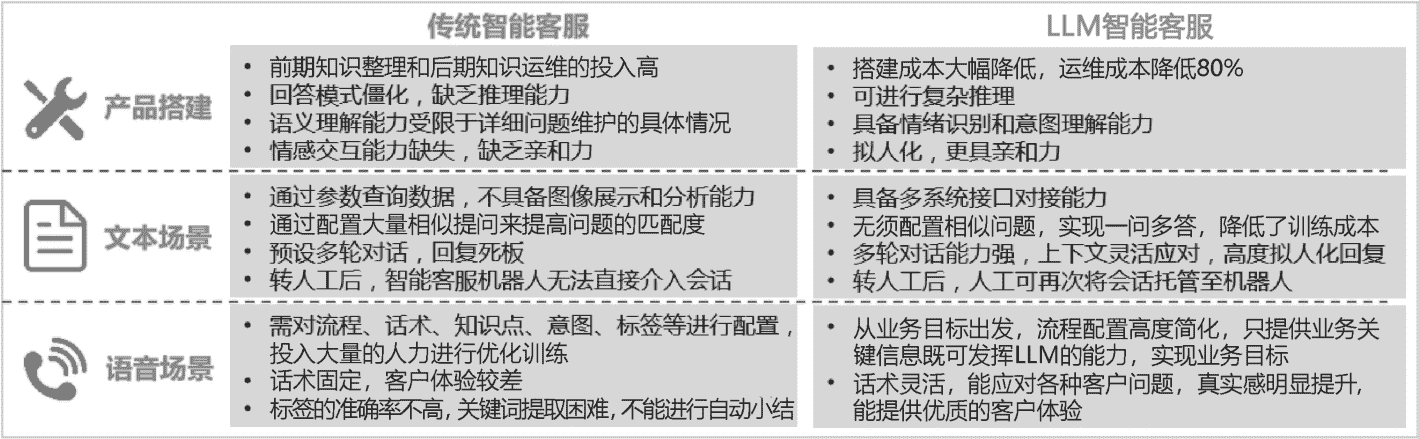 传统智能客服
LLM智能客服
产品搭建
• 前期知识整理和后期知识运维的投入高
• 回答模式僵化，缺乏推理能力
• 语义理解能力受限于详细问题维护的具体情况
• 情感交互能力缺失，缺乏亲和力
• 搭建成本大幅降低，运维成本降低80%
• 可进行复杂推理
• 具备情绪识别和意图理解能力
• 拟人化，更具亲和力
文本场景
• 通过参数查询数据，不具备图像展示和分析能力
• 通过配置大量相似提问来提高问题的匹配度
• 预设多轮对话，回复死板
• 转人工后，智能客服机器人无法直接介入会话
• 具备多系统接口对接能力
• 无须配置相似问题，实现一问多答，降低了训练成本
• 多轮对话能力强，上下文灵活应对，高度拟人化回复
• 转人工后，人工可再次将会话托管至机器人
语音场景
• 需对流程、话术、知识点、意图、标签等进行配置，
投入大量的人力进行优化训练
• 话术固定，客户体验较差
• 标签的准确率不高，关键词提取困难，不能进行自动小结
• 从业务目标出发，流程配置高度简化，只提供业务关
键信息既可发挥LLM的能力，实现业务目标
• 话术灵活，能应对各种客户问题，真实感明显提升，
能提供优质的客户体验